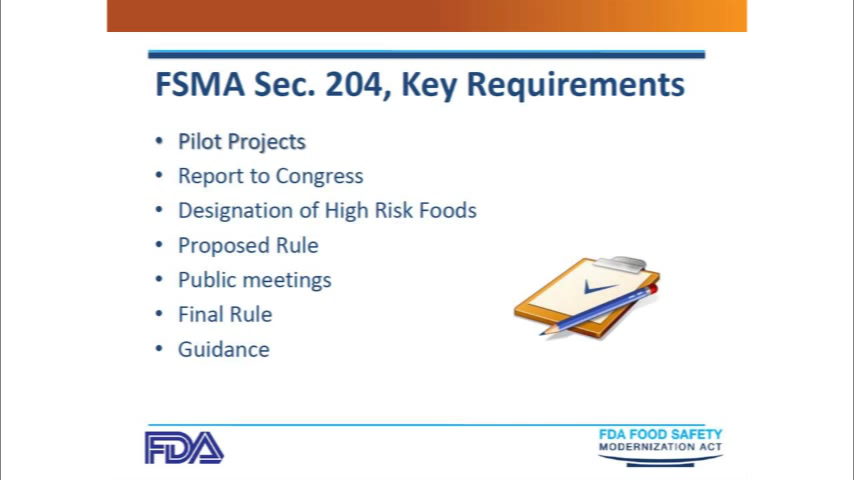 FSMA Sec. 204, Key Requirements
• Pilot Projects
• Report to Congress
• Designation of High Risk Foods
• Proposed Rule
• Public meetings
• Final Rule
• Guidance
FDA
FDA FOOD SAFETY
MODERNIZATION ACT